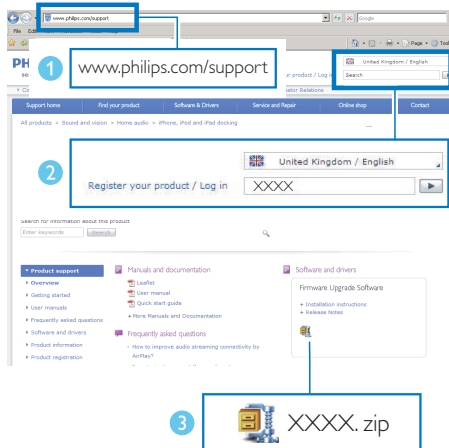 www.philips.com/support
Google
File
Page
Tools
PH
1
www.philips.com/support
United Kingdom / English
Search
Support home
Find your product
Software & Drivers
Service and Repair
Online shop
Contact
All products > Sound and vision > Home audio > iPhone, iPod and iPad docking
2
United Kingdom / English
Register your product / Log in
XXXX
Search for information about this product
Enter keywords
Search
Product support
Overview
Getting started
User manuals
Frequently asked questions
Software and drivers
Product information
Product registration
Manuals and documentation
Leaflet
User manual
Quick start guide
+ More Manuals and Documentation
Frequently asked questions
- How to improve audio streaming connectivity by
AirPlay?
Software and drivers
Firmware Upgrade Software
+ Installation instructions
+ Release Notes
3
XXXX. zip